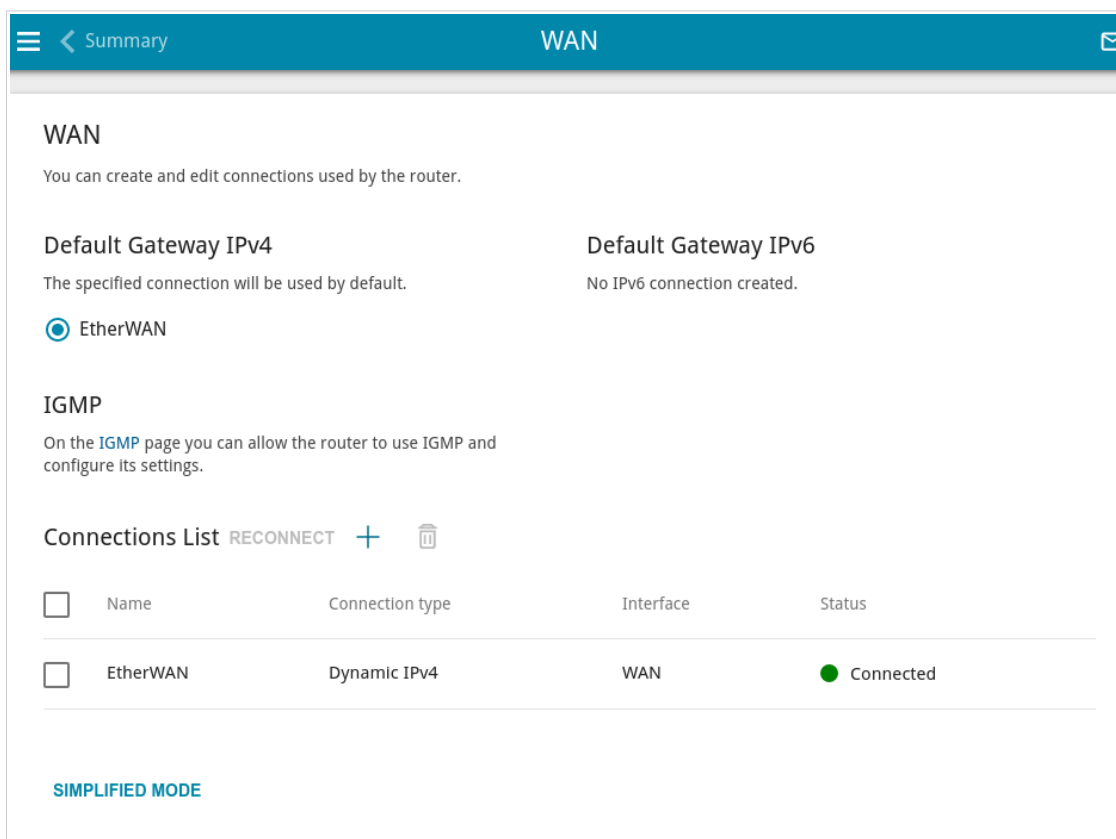 Summary
WAN
WAN
You can create and edit connections used by the router.
Default Gateway IPv4
The specified connection will be used by default.
EtherWAN
Default Gateway IPv6
No IPv6 connection created.
IGMP
On the IGMP page you can allow the router to use IGMP and
configure its settings.
Connections List RECONNECT
Name Connection type Interface Status
EtherWAN Dynamic IPv4 WAN Connected
SIMPLIFIED MODE